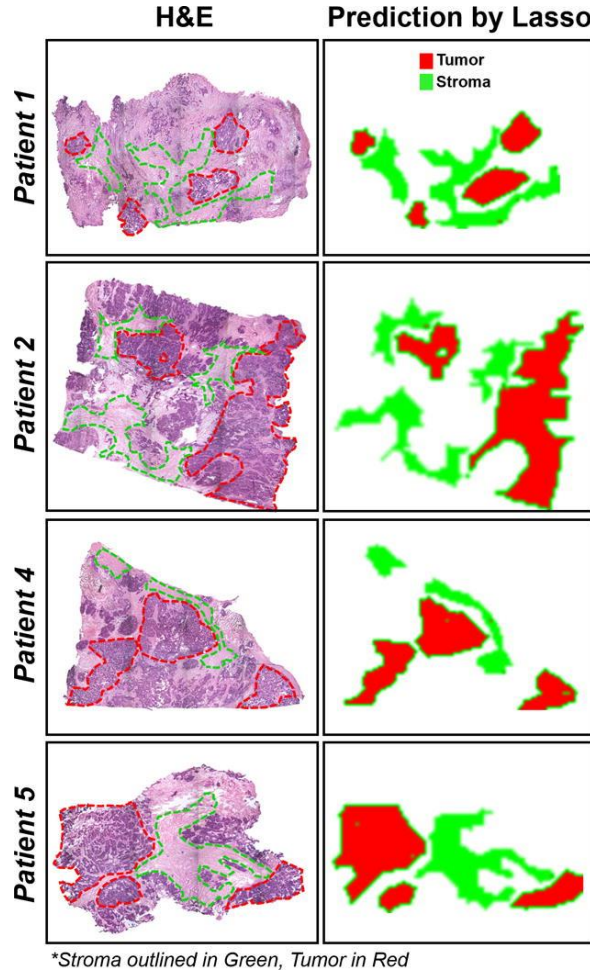 H&E
Prediction by Lasso
Patient 1
Tumor
Stroma
Patient 2
Patient 4
Patient 5
*Stroma outlined in Green, Tumor in Red